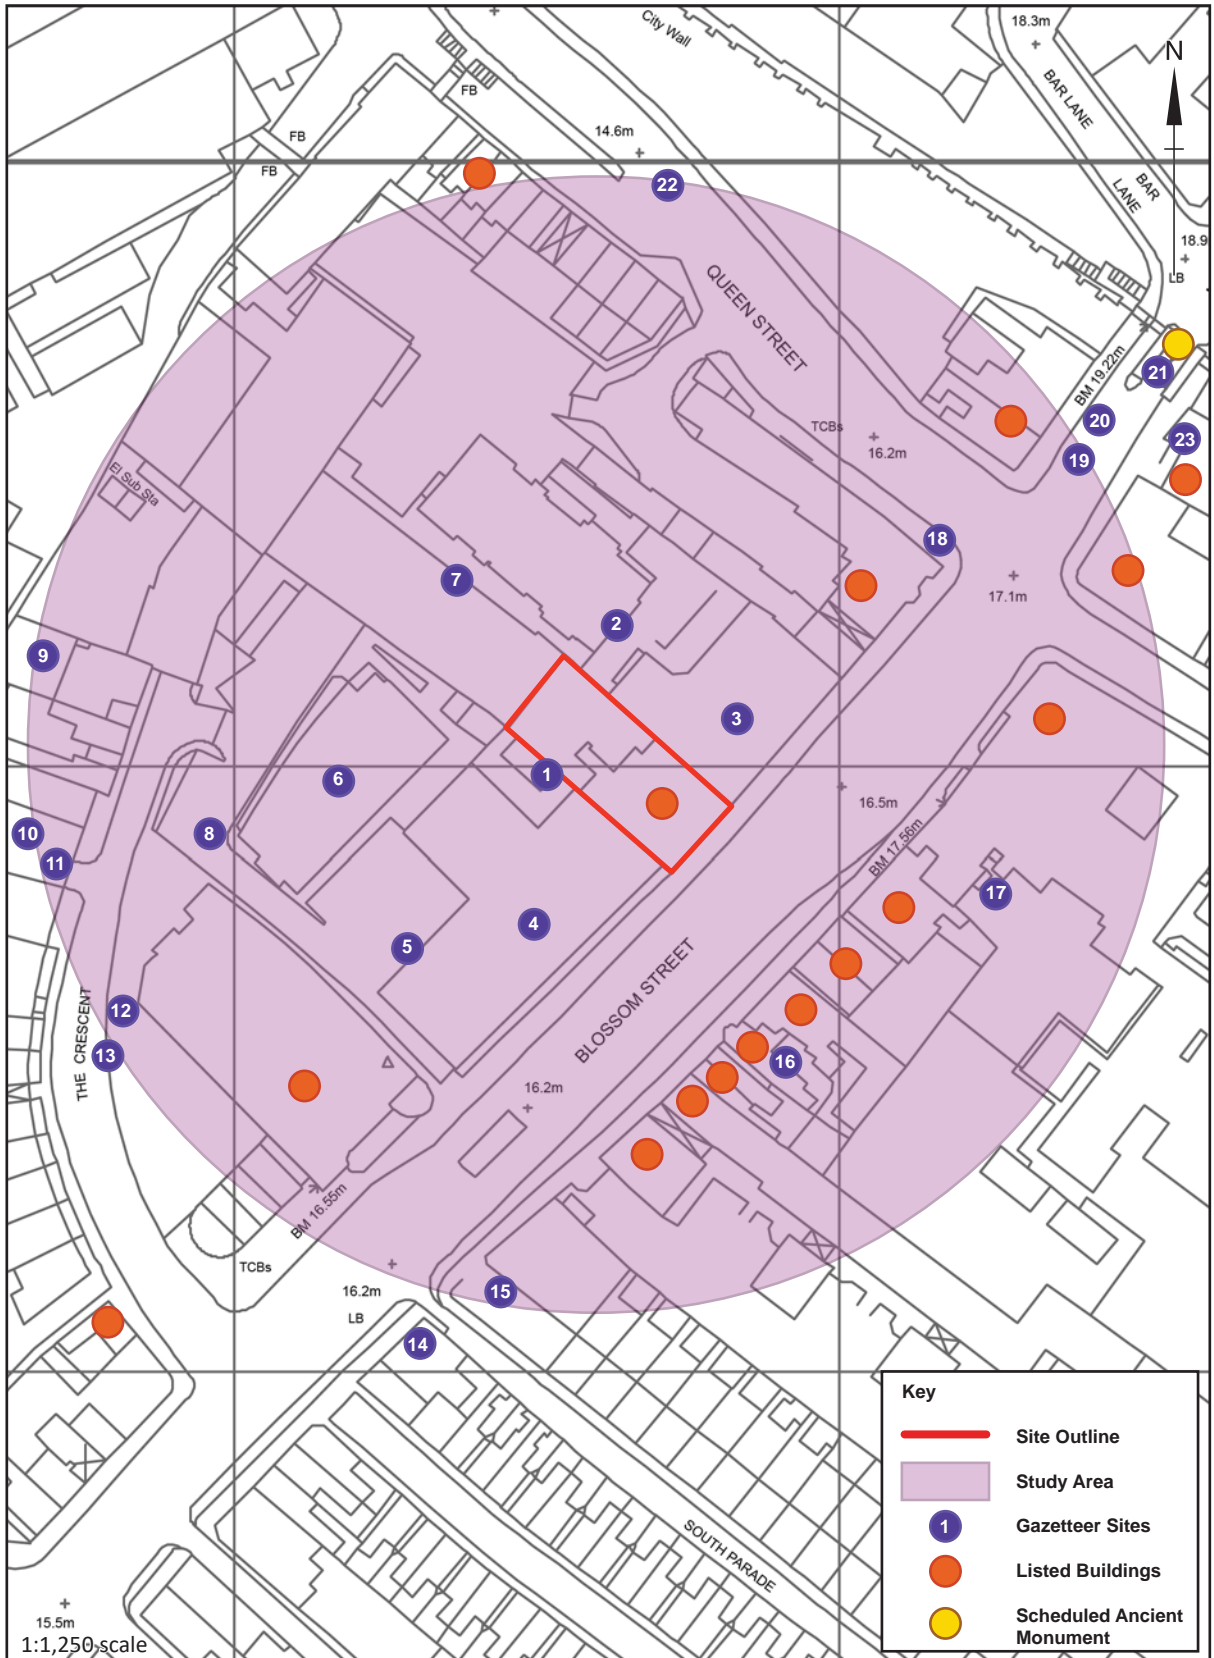 City Wall
18.3m
N
BAR LANE
FB
14.6m
FB
FB
BAR
LANE
22
18.9
LB
QUEEN STREET
BM 19.22m
21
TCBs
20
16.2m
23
19
El Sub Sta
18
7
17.1m
2
9
3
1
6
16.5m
10
8
11
BM 17.56m
17
4
5
BLOSSOM STREET
THE CRESCENT
12
13
16
16.2m
BM 16.55m
TCBs
16.2m
15
LB
14
SOUTH PARADE
Key
Site Outline
Study Area
1
Gazetteer Sites
Listed Buildings
Scheduled Ancient
Monument
15.5m
1:1,250 scale